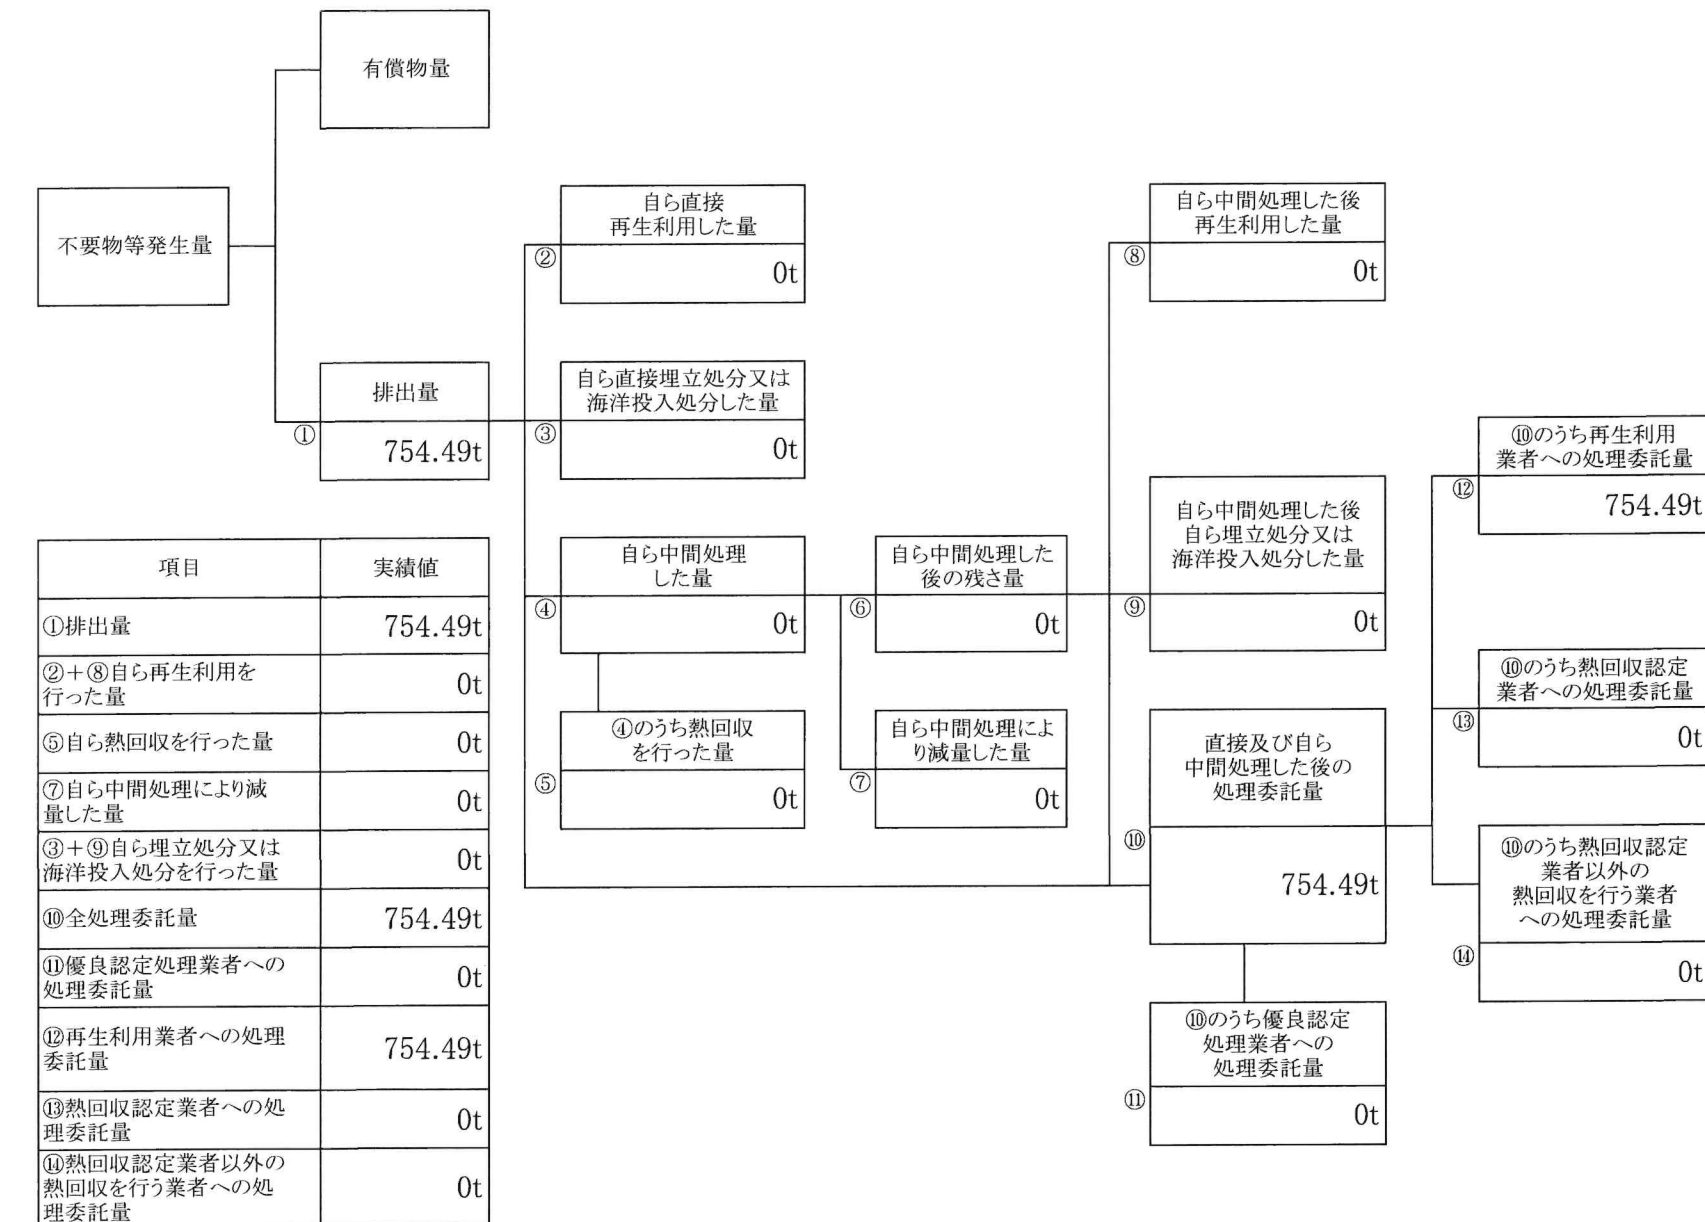 有償物量
不要物等発生量
排出量
①
754.49t
自ら直接
再生利用した量
②
0t
自ら直接埋立処分又は
海洋投入処分した量
③
0t
自ら中間処理
した量
④
0t
④のうち熱回収
を行った量
⑤
0t
自ら中間処理した
後の残さ量
⑥
0t
自ら中間処理によ
り減量した量
⑦
0t
自ら中間処理した後
再生利用した量
⑧
0t
自ら中間処理した後
自ら埋立処分又は
海洋投入処分した量
⑨
0t
直接及び自ら
中間処理した後の
処理委託量
⑩
754.49t
⑩のうち優良認定
処理業者への
処理委託量
⑪
0t
⑩のうち再生利用
業者への処理委託量
⑫
754.49t
⑩のうち熱回収認定
業者への処理委託量
⑬
0t
⑩のうち熱回収認定
業者以外の
熱回収を行う業者
への処理委託量
⑭
0t
項目 実績値
①排出量 754.49t
②+⑧自ら再生利用を
行った量 0t
⑤自ら熱回収を行った量 0t
⑦自ら中間処理により減
量した量 0t
③+⑨自ら埋立処分又は
海洋投入処分を行った量 0t
⑩全処理委託量 754.49t
⑪優良認定処理業者への
処理委託量 0t
⑫再生利用業者への処理
委託量 754.49t
⑬熱回収認定業者への処
理委託量 0t
⑭熱回収認定業者以外の
熱回収を行う業者への処
理委託量 0t